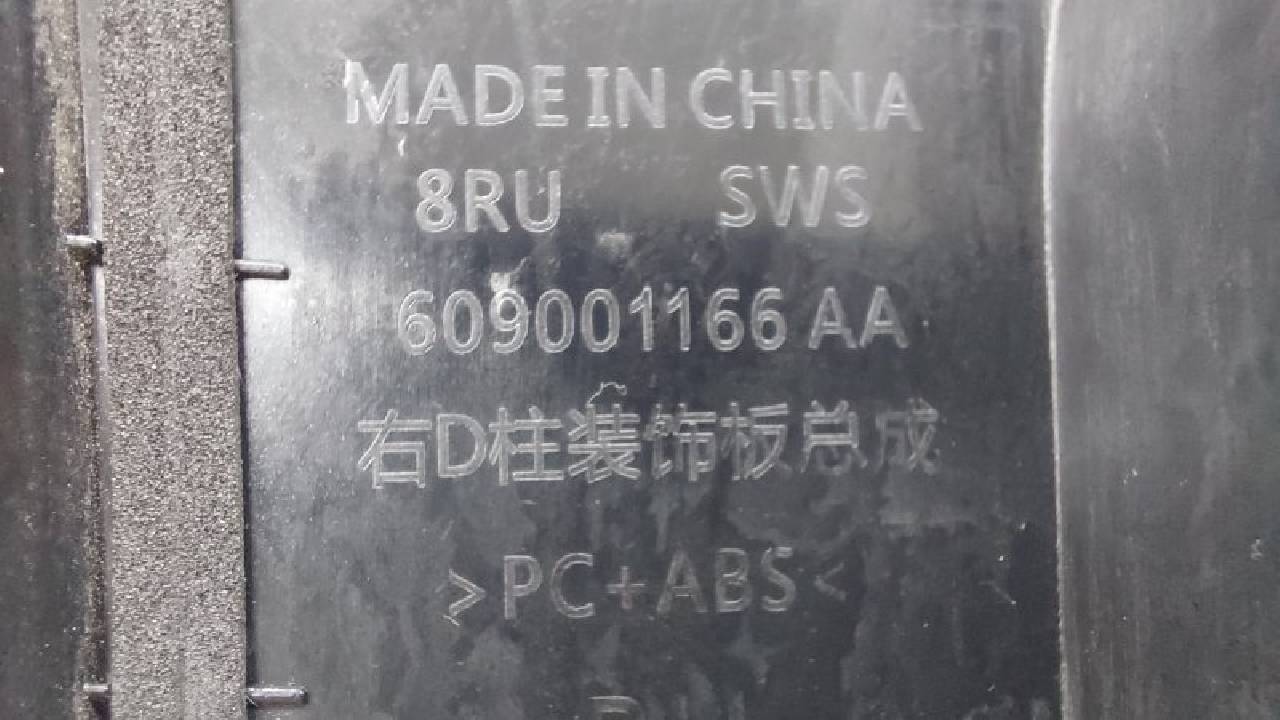 MADE IN CHINA
8RU SWS
609001166 AA
右D柱装饰板总成
>PC+ABS<